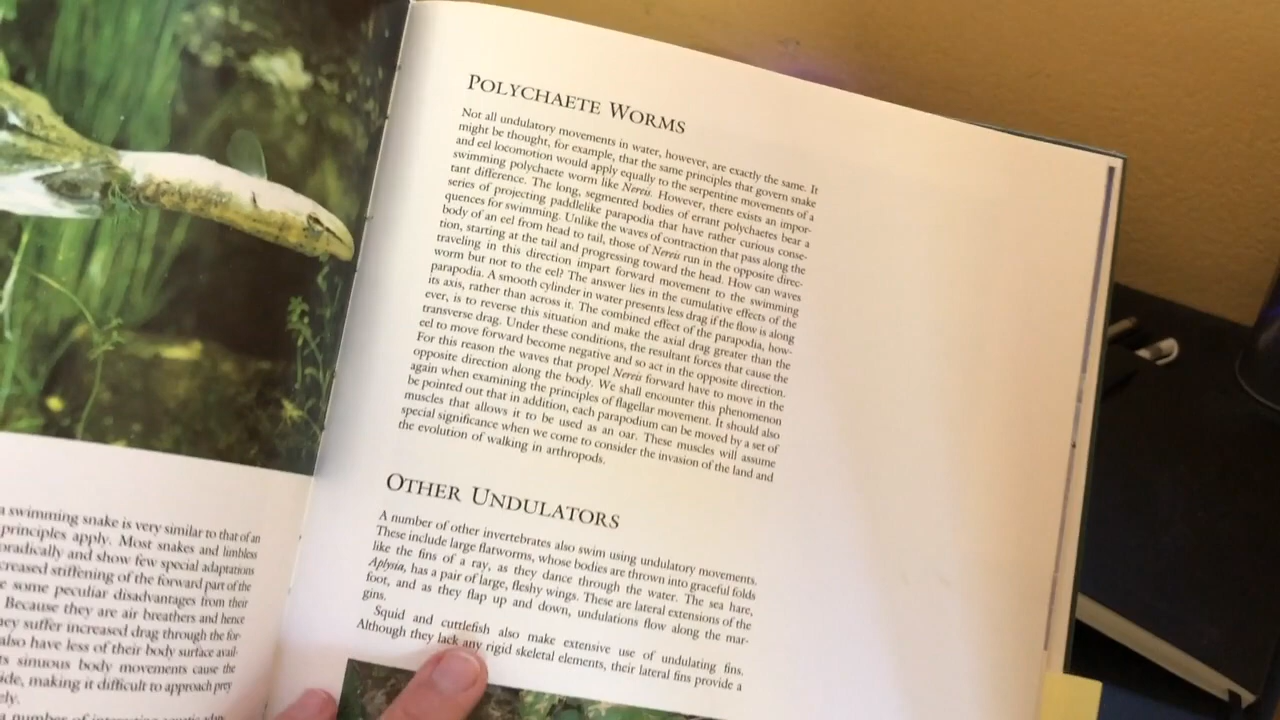 a swimming snake is very similar to that of an
principles apply. Most snakes and limbless
oradically and show few special adaptations
creased stiffening of the forward part of the
e some peculiar disadvantages from their
Because they are air breathers and hence
ney suffer increased drag through the for-
also have less of their body surface avail-
ts sinuous body movements cause the
ide, making it difficult to approach prey
ely.
a number of interesting aquatic adap-
POLYCHAETE WORMS
Not all undulatory movements in water, however, are exactly the same. It
might be thought, for example, that the same principles that govern snake
and eel locomotion would apply equally to the serpentine movements of a
swimming polychaete worm like Nereis. However, there exists an impor-
tant difference. The long, segmented bodies of errant polychaetes bear a
series of projecting paddlelike parapodia that have rather curious conse-
quences for swimming. Unlike the waves of contraction that pass along the
body of an eel from head to tail, those of Nereis run in the opposite direc-
tion, starting at the tail and progressing toward the head. How can waves
traveling in this direction impart forward movement to the swimming
worm but not to the eel? The answer lies in the cumulative effects of the
parapodia. A smooth cylinder in water presents less drag if the flow is along
its axis, rather than across it. The combined effect of the parapodia, how-
ever, is to reverse this situation and make the axial drag greater than the
transverse drag. Under these conditions, the resultant forces that cause the
eel to move forward become negative and so act in the opposite direction.
For this reason the waves that propel Nereis forward have to move in the
opposite direction along the body. We shall encounter this phenomenon
again when examining the principles of flagellar movement. It should also
be pointed out that in addition, each parapodium can be moved by a set of
muscles that allows it to be used as an oar. These muscles will assume
special significance when we come to consider the invasion of the land and
the evolution of walking in arthropods.
OTHER UNDULATORS
A number of other invertebrates also swim using undulatory movements.
These include large flatworms, whose bodies are thrown into graceful folds
like the fins of a ray, as they dance through the water. The sea hare,
Aplysia, has a pair of large, fleshy wings. These are lateral extensions of the
foot, and as they flap up and down, undulations flow along the mar-
gins.
Squid and cuttlefish also make extensive use of undulating fins.
Although they lack any rigid skeletal elements, their lateral fins provide a